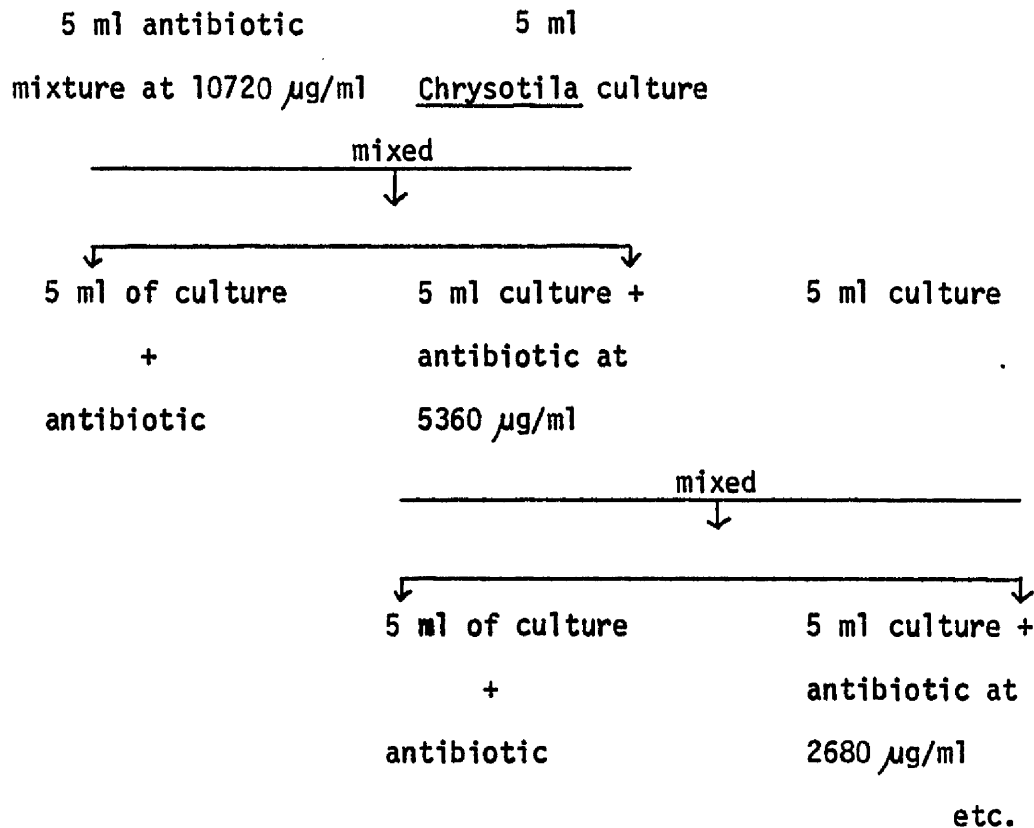 5 ml antibiotic 5 ml
mixture at 10720 µg/ml Chrysotila culture
mixed
5 ml of culture 5 ml culture + 5 ml culture
+ antibiotic at
antibiotic 5360 µg/ml
mixed
5 ml of culture 5 ml culture +
+ antibiotic at
antibiotic 2680 µg/ml
etc.